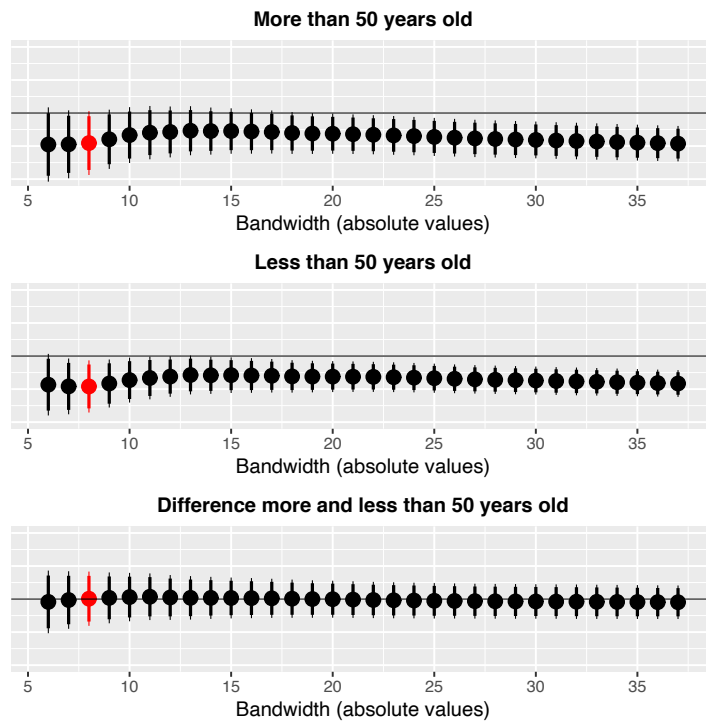 More than 50 years old
5 10 15 20 25 30 35
Bandwidth (absolute values)
Less than 50 years old
5 10 15 20 25 30 35
Bandwidth (absolute values)
Difference more and less than 50 years old
5 10 15 20 25 30 35
Bandwidth (absolute values)